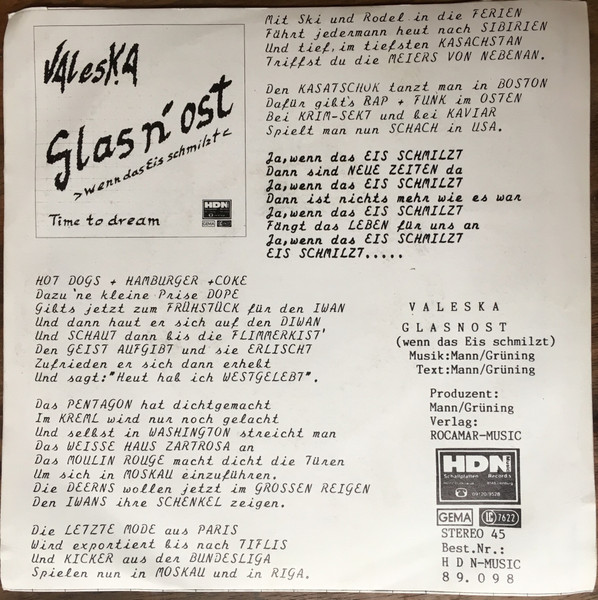 VALESKA
Glasn'ost
>wenn das Eis schmilzt<
Time to dream
HDN
GEMA
Mit Ski und Rodel in die FERIEN
Fährt jedermann heut nach SIBIRIEN
Und tief, im tiefsten KASACHSTAN
Triffst du die MEIERS VON NEBENAN.
Den KASATSCHOK tanzt man in BOSTON
Dafür gibt's RAP + FUNK im OSTEN
Bei KRIM-SEKT und bei KAVIAR
Spielt man nun SCHACH in USA.
Ja, wenn das EIS SCHMILZT
Dann sind NEUE ZEITEN da
Ja, wenn das EIS SCHMILZT
Dann ist nichts mehr wie es war
Ja, wenn das EIS SCHMILZT
Fängt das LEBEN für uns an
Ja, wenn das EIS SCHMILZT
EIS SCHMILZT.....
HOT DOGS + HAMBURGER +COKE
Dazu 'ne kleine Prise DOPE
Gibts jetzt zum FRÜHSTÜCK für den IWAN
Und dann haut er sich auf den DIWAN
Und SCHAUT dann bis die FLIMMERKIST'
Den GEIST AUFGIBT und sie ERLISCHT
Zufrieden er sich dann erhebt
Und sagt:"Heut hab ich WESTGELEBT".
Das PENTAGON hat dichtgemacht
Im KREML wird nur noch gelacht
Und selbst in WASHINGTON streicht man
Das WEISSE HAUS ZARTROSA an
Das MOULIN ROUGE macht dicht die Türen
Um sich in MOSKAU einzuführen.
Die DEERNS wollen jetzt im GROSSEN REIGEN
Den IWANS ihre SCHENKEL zeigen.
Die LETZTE MODE aus PARIS
Wird exportiert bis nach TIFLIS
Und KICKER aus der BUNDESLIGA
Spielen nun in MOSKAU und in RIGA.
VALESKA
GLASNOST
(wenn das Eis schmilzt)
Musik:Mann/Grüning
Text:Mann/Grüning
Produzent:
Mann/Grüning
Verlag:
ROCAMAR-MUSIC
HDN
Schallplatten Records
GEMA LC 7622
STEREO 45
Best.Nr.:
HDN-MUSIC
89.098